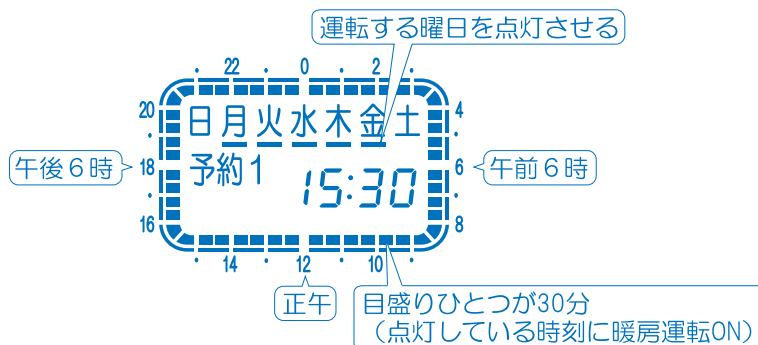 運転する曜日を点灯させる
22 ・ 0 ・ 2
20 日月火水木金土 4
午後6時 18 予約1 15:30 6 午前6時
16 8
14 ・ 12 ・ 10
正午
目盛りひとつが30分
（点灯している時刻に暖房運転ON）